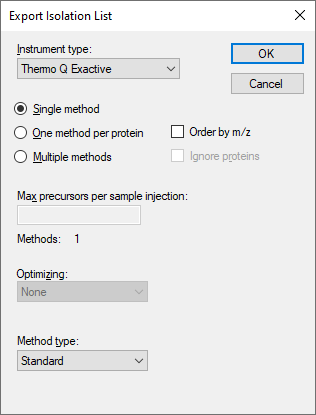 Export Isolation List
Instrument type:
Thermo Q Exactive
OK
Cancel
Single method
One method per protein
Order by m/z
Multiple methods
Ignore proteins
Max precursors per sample injection:
Methods: 1
Optimizing:
None
Method type:
Standard